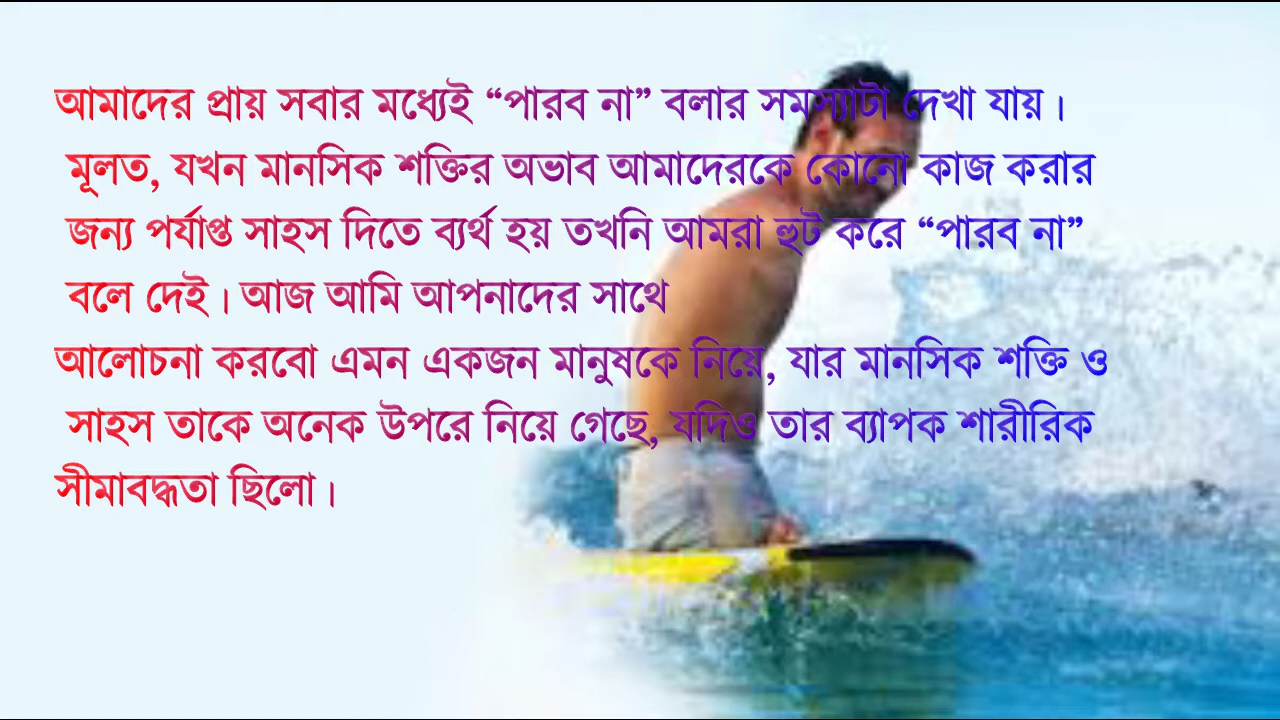 আমাদের প্রায় সবার মধ্যেই “পারব না” বলার সমস্যাটা দেখা যায়।
মূলত, যখন মানসিক শক্তির অভাব আমাদেরকে কোনো কাজ করার
জন্য পর্যাপ্ত সাহস দিতে ব্যর্থ হয় তখনি আমরা হুট করে “পারব না”
বলে দেই। আজ আমি আপনাদের সাথে
আলোচনা করবো এমন একজন মানুষকে নিয়ে, যার মানসিক শক্তি ও
সাহস তাকে অনেক উপরে নিয়ে গেছে, যদিও তার ব্যাপক শারীরিক
সীমাবদ্ধতা ছিলো।